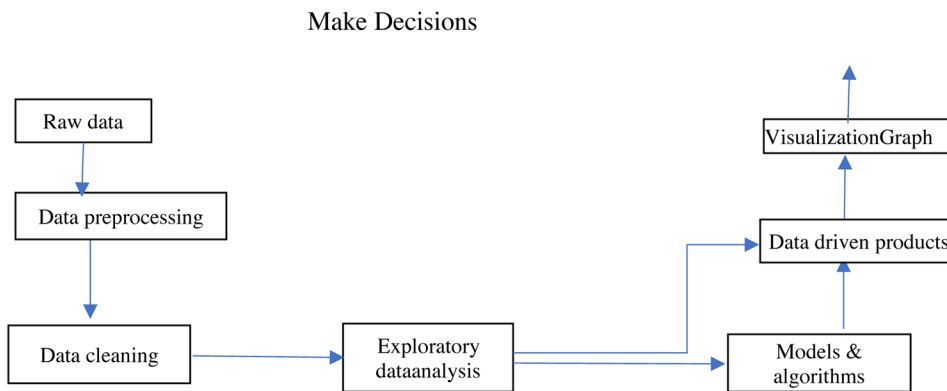 Make Decisions
Raw data
VisualizationGraph
Data preprocessing
Data driven products
Data cleaning
Exploratory
dataanalysis
Models &
algorithms